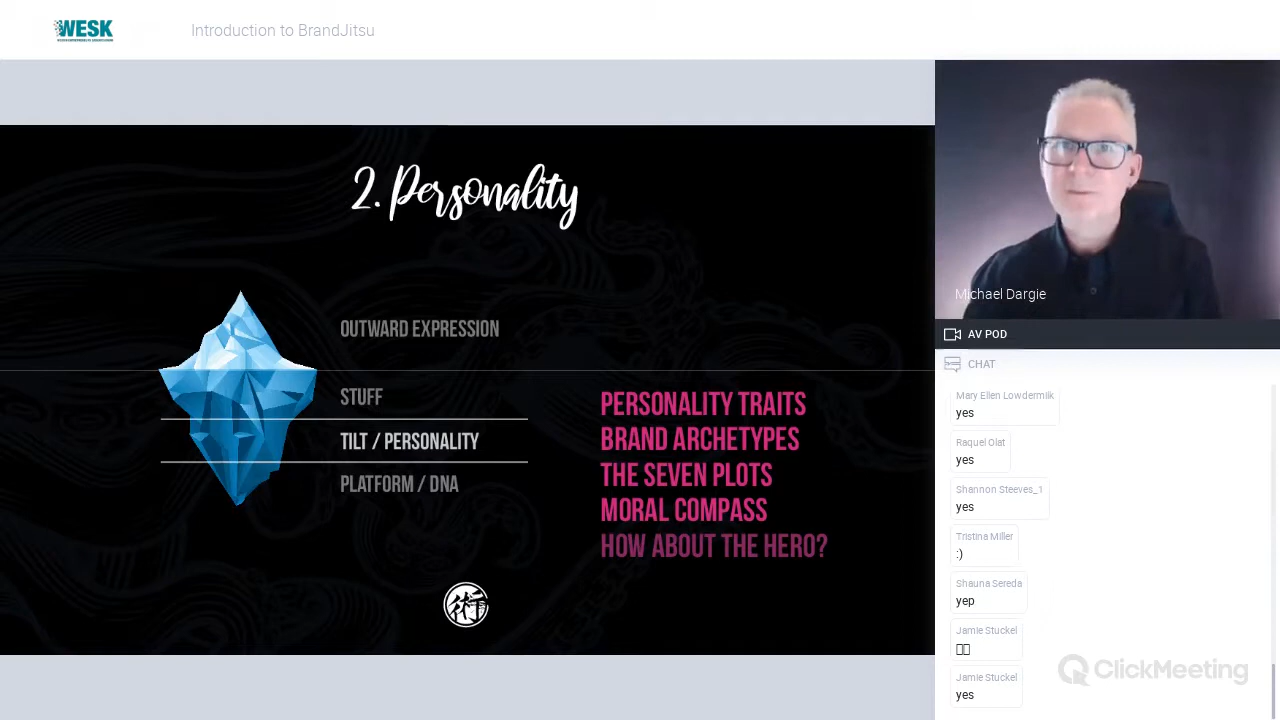 WESK
Introduction to BrandJitsu
2. Personality
OUTWARD EXPRESSION
STUFF
TILT / PERSONALITY
PLATFORM / DNA
PERSONALITY TRAITS
BRAND ARCHETYPES
THE SEVEN PLOTS
MORAL COMPASS
HOW ABOUT THE HERO?
術
Michael Dargie
AV POD
CHAT
Mary Ellen Lowdermilk
yes
Raquel Olat
yes
Shannon Steeves_1
yes
Tristina Miller
:)
Shauna Sereda
yep
Jamie Stuckel
Jamie Stuckel
yes
ClickMeeting